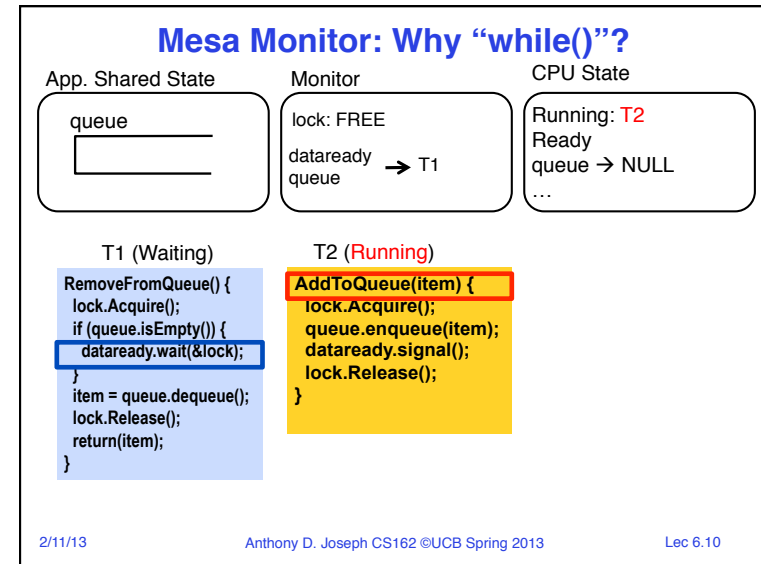 Mesa Monitor: Why “while()”?
App. Shared State
Monitor
CPU State
queue
lock: FREE
dataready
queue
→ T1
Running: T2
Ready
queue → NULL
…
T1 (Waiting)
RemoveFromQueue() {
lock.Acquire();
if (queue.isEmpty()) {
dataready.wait(&lock);
}
item = queue.dequeue();
lock.Release();
return(item);
}
T2 (Running)
AddToQueue(item) {
lock.Acquire();
queue.enqueue(item);
dataready.signal();
lock.Release();
}
2/11/13
Anthony D. Joseph CS162 ©UCB Spring 2013
Lec 6.10